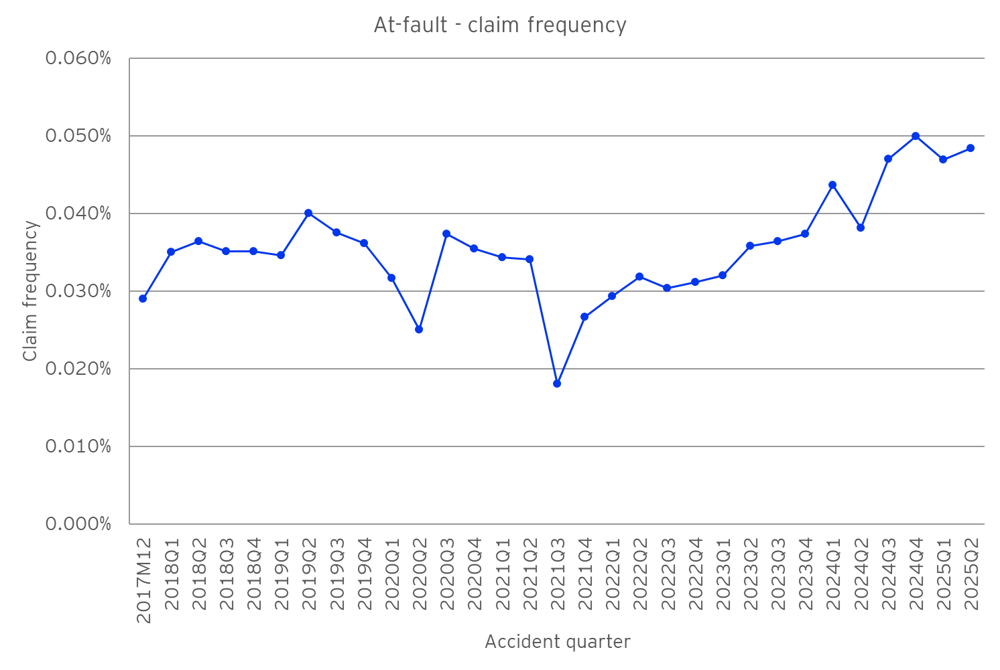 At-fault - claim frequency
0.060%
0.050%
0.040%
0.030%
0.020%
0.010%
0.000%
Claim frequency
2017M12
2018Q1
2018Q2
2018Q3
2018Q4
2019Q1
2019Q2
2019Q3
2019Q4
2020Q1
2020Q2
2020Q3
2020Q4
2021Q1
2021Q2
2021Q3
2021Q4
2022Q1
2022Q2
2022Q3
2022Q4
2023Q1
2023Q2
2023Q3
2023Q4
2024Q1
2024Q2
2024Q3
2024Q4
2025Q1
2025Q2
Accident quarter